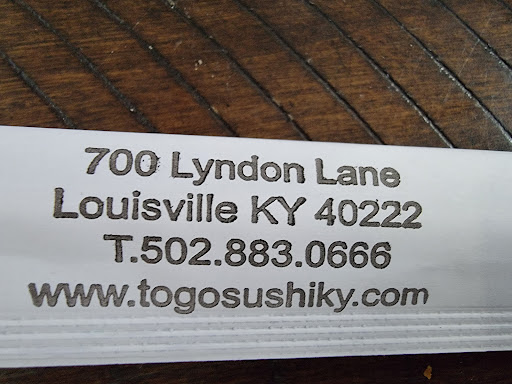 700 Lyndon Lane
Louisville KY 40222
T.502.883.0666
www.togosushiky.com